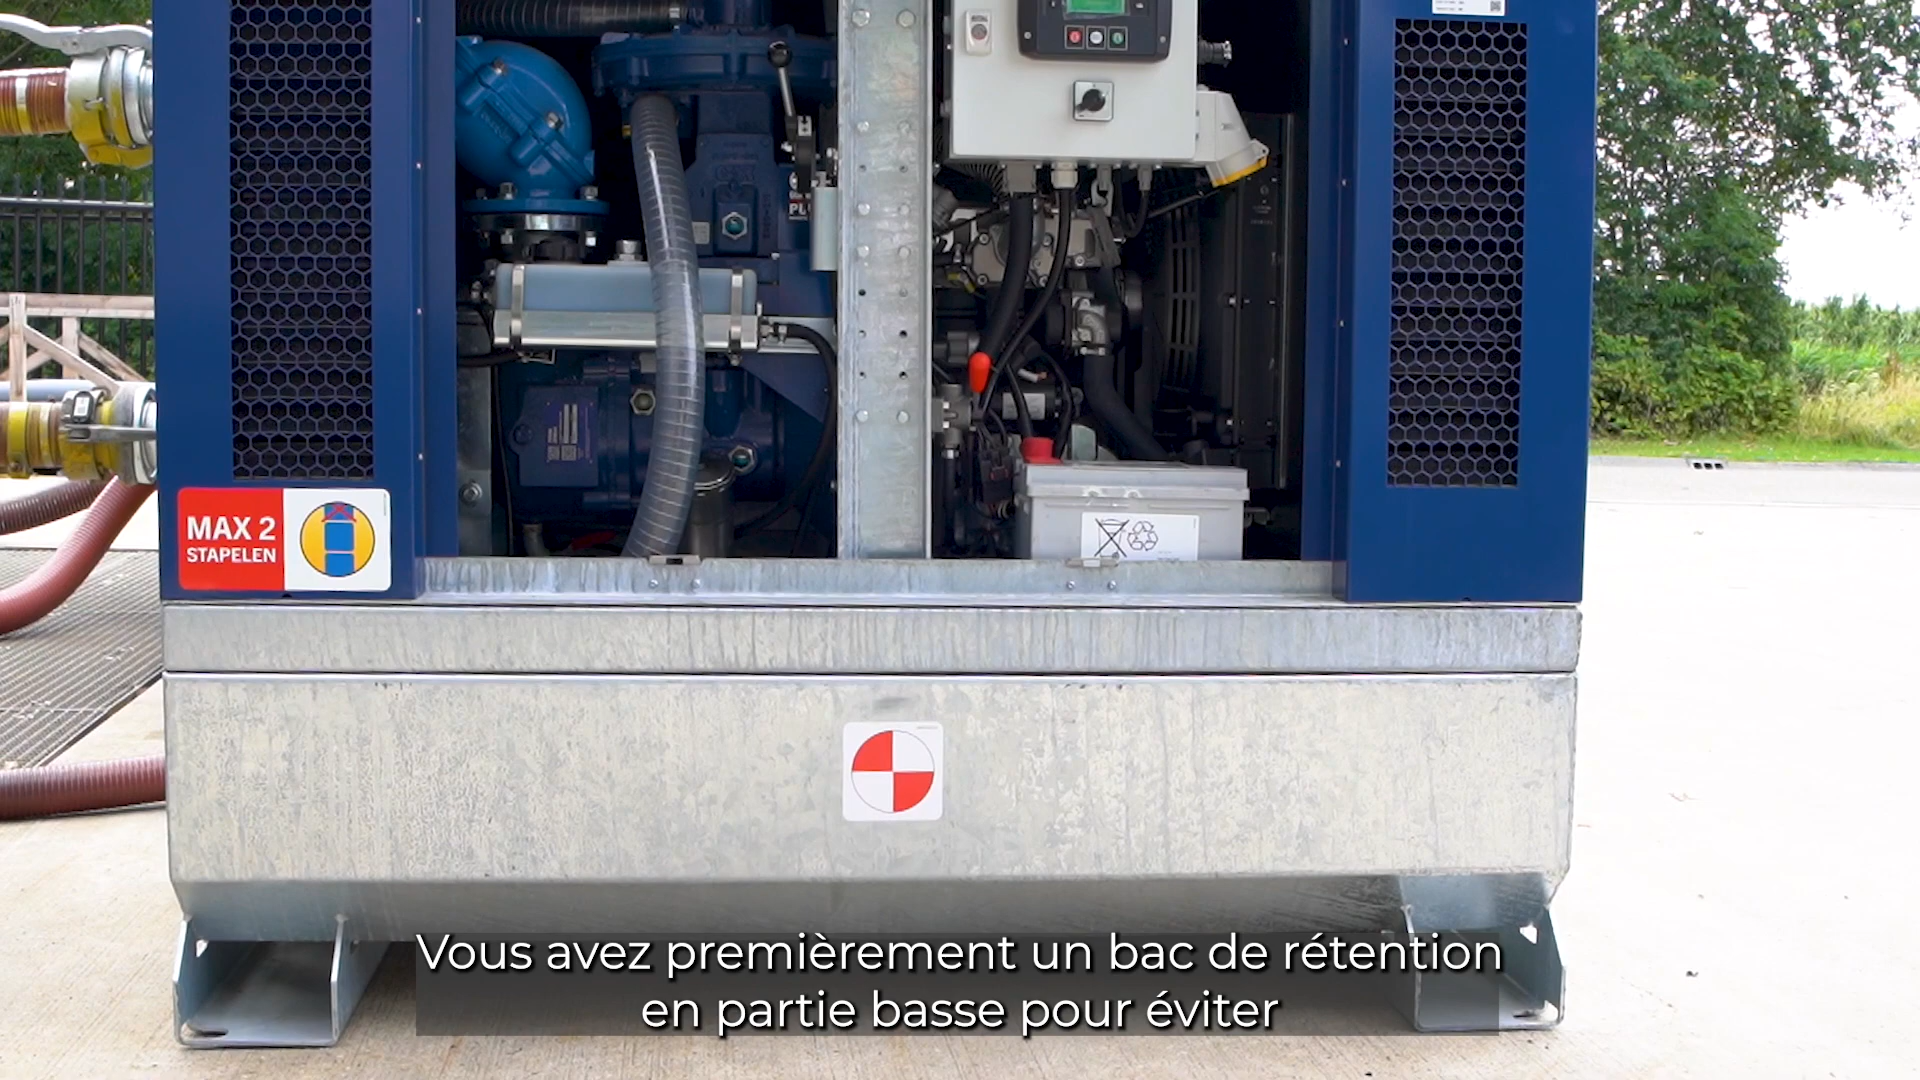 MAX 2
STAPELEN
Vous avez premièrement un bac de rétention
en partie basse pour éviter